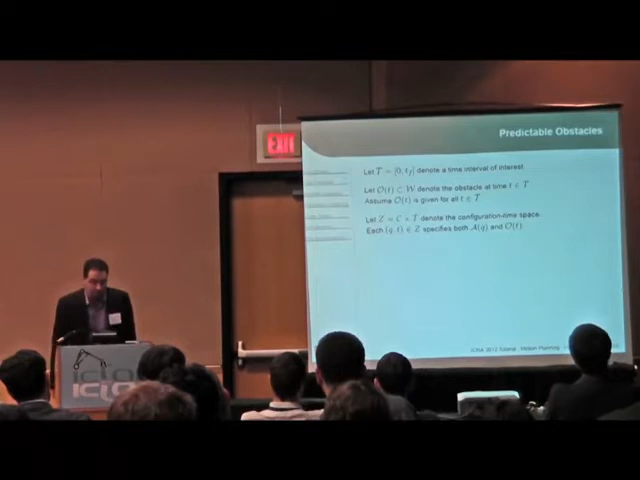 EXIT
Predictable Obstacles
Let T = [0, t_f] denote a time interval of interest.
Let O(t) ⊂ W denote the obstacle at time t ∈ T
Assume O(t) is given for all t ∈ T
Let Z = C × T denote the configuration-time space.
Each (q, t) ∈ Z specifies both A(q) and O(t)
ICRA 2012 Tutorial - Motion Planning